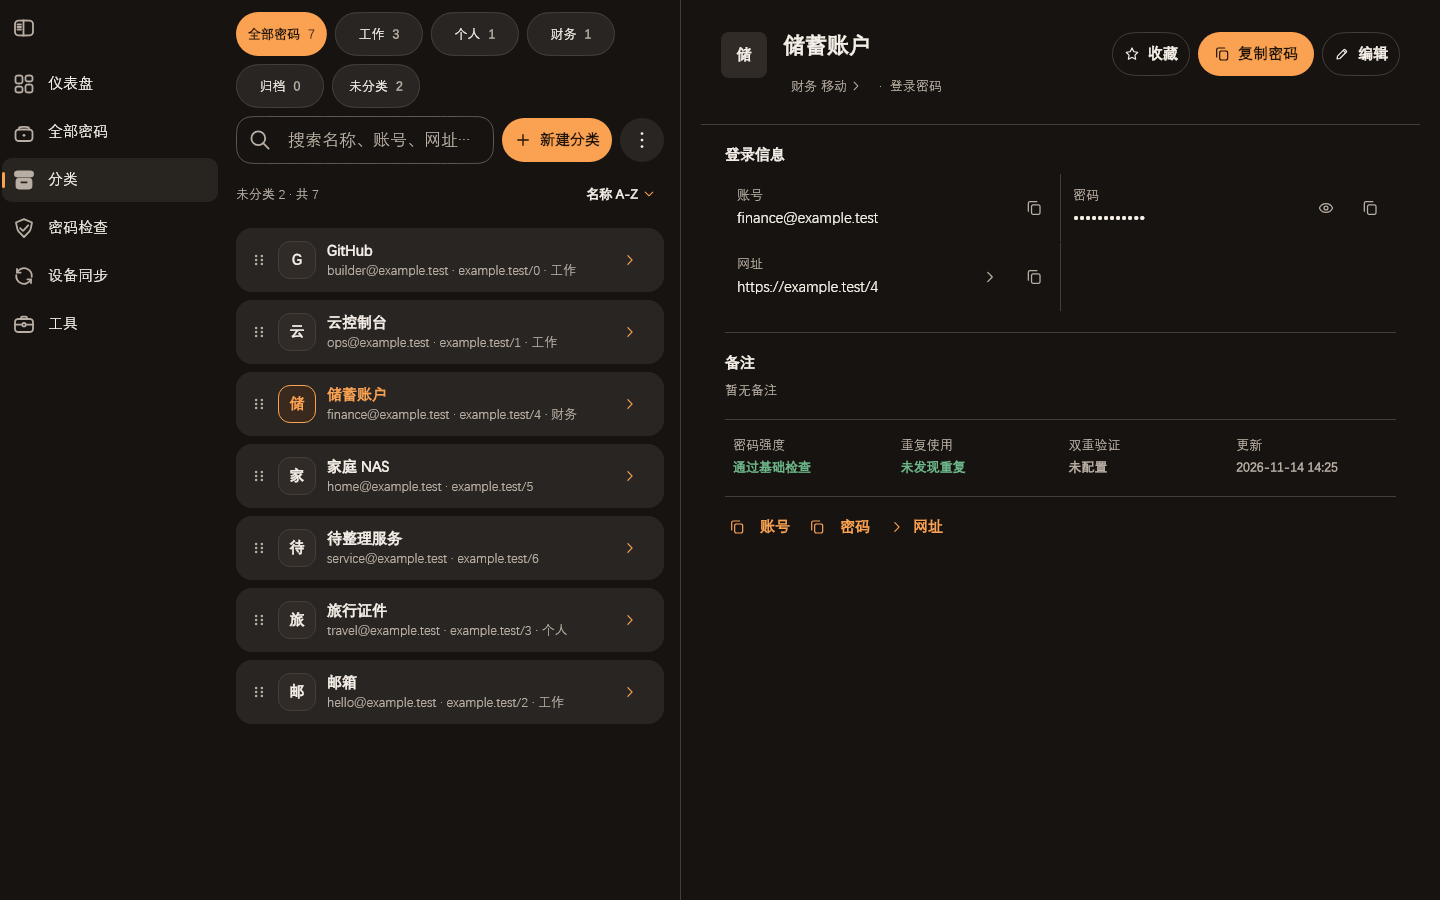 仪表盘
全部密码
分类
密码检查
设备同步
工具
全部密码 7
工作 3
个人 1
财务 1
归档 0
未分类 2
搜索名称、账号、网址…
新建分类
未分类 2 · 共 7
名称 A-Z
G
GitHub
builder@example.test · example.test/0 · 工作
云
云控制台
ops@example.test · example.test/1 · 工作
储
储蓄账户
finance@example.test · example.test/4 · 财务
家
家庭 NAS
home@example.test · example.test/5
待
待整理服务
service@example.test · example.test/6
旅
旅行证件
travel@example.test · example.test/3 · 个人
邮
邮箱
hello@example.test · example.test/2 · 工作
储
储蓄账户
财务 移动 · 登录密码
收藏
复制密码
编辑
登录信息
账号
finance@example.test
密码
••••••••••••
网址
https://example.test/4
备注
暂无备注
密码强度
通过基础检查
重复使用
未发现重复
双重验证
未配置
更新
2026-11-14 14:25
账号
密码
网址